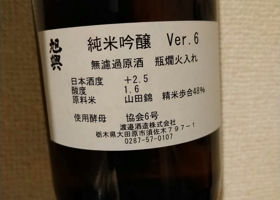 旭興
純米吟醸 Ver.6
無濾過原酒 瓶燗火入れ
日本酒度 +2.5
酸度 1.6
原料米 山田錦 精米歩合48%
使用酵母 協会6号
渡邉酒造株式会社
栃木県大田原市須佐木797-1
0287-57-0107